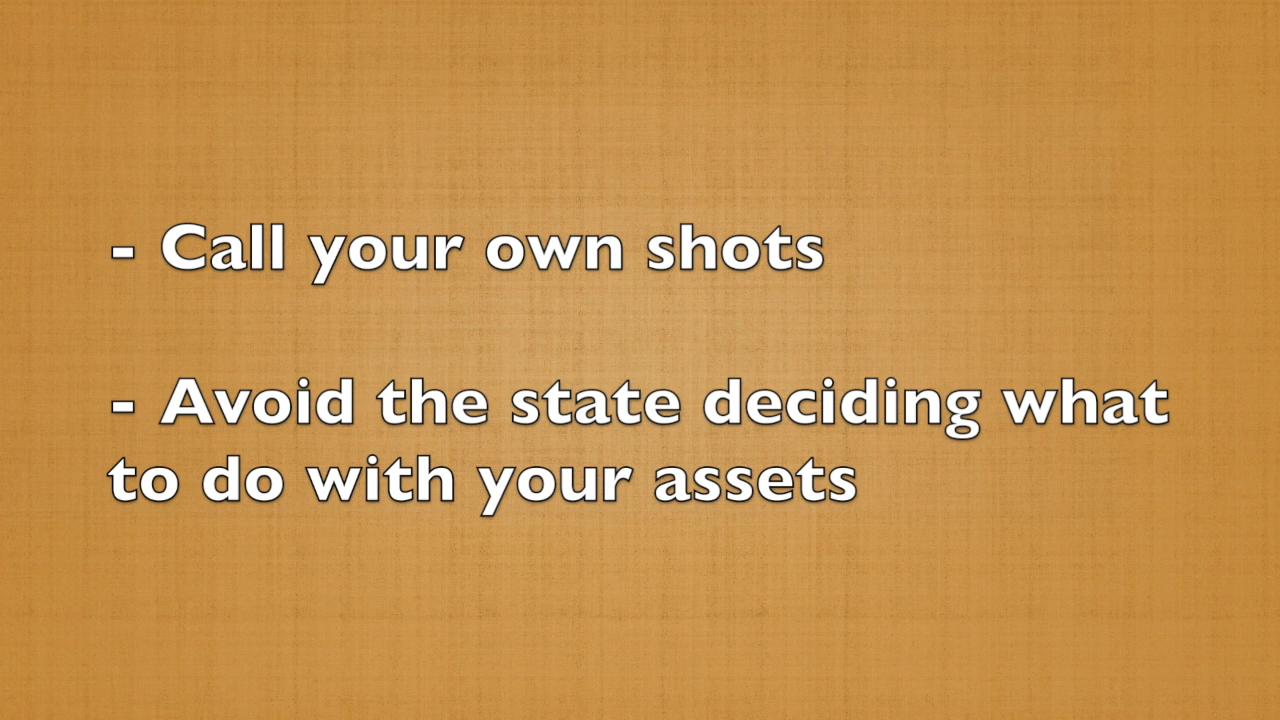 - Call your own shots
- Avoid the state deciding what
to do with your assets